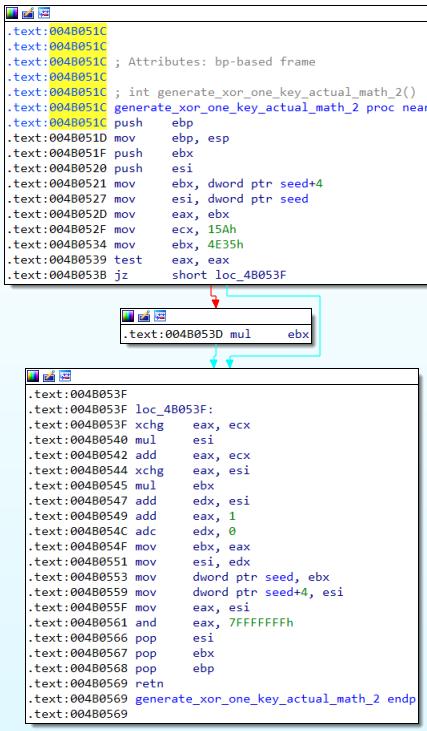 .text:004B051C
.text:004B051C
.text:004B051C ; Attributes: bp-based frame
.text:004B051C
.text:004B051C ; int generate_xor_one_key_actual_math_2()
.text:004B051C generate_xor_one_key_actual_math_2 proc near
.text:004B051C push ebp
.text:004B051D mov ebp, esp
.text:004B051F push ebx
.text:004B0520 push esi
.text:004B0521 mov ebx, dword ptr seed+4
.text:004B0527 mov esi, dword ptr seed
.text:004B052D mov eax, ebx
.text:004B052F mov ecx, 15Ah
.text:004B0534 mov ebx, 4E35h
.text:004B0539 test eax, eax
.text:004B053B jz short loc_4B053F
.text:004B053D mul ebx
.text:004B053F
.text:004B053F loc_4B053F:
.text:004B053F xchg eax, ecx
.text:004B0540 mul esi
.text:004B0542 add eax, ecx
.text:004B0544 xchg eax, esi
.text:004B0545 mul ebx
.text:004B0547 add edx, esi
.text:004B0549 add eax, 1
.text:004B054C adc edx, 0
.text:004B054F mov ebx, eax
.text:004B0551 mov esi, edx
.text:004B0553 mov dword ptr seed, ebx
.text:004B0559 mov dword ptr seed+4, esi
.text:004B055F mov eax, esi
.text:004B0561 and eax, 7FFFFFFFh
.text:004B0566 pop esi
.text:004B0567 pop ebx
.text:004B0568 pop ebp
.text:004B0569 retn
.text:004B0569 generate_xor_one_key_actual_math_2 endp
.text:004B0569